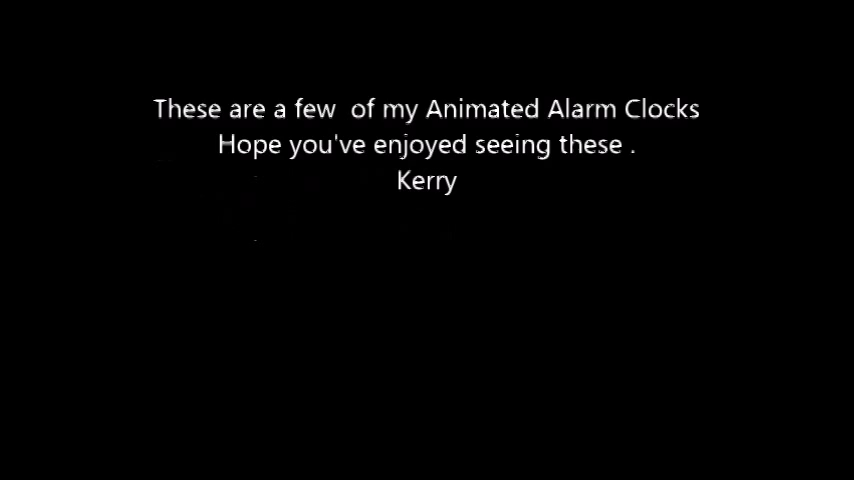 These are a few  of my Animated Alarm Clocks
Hope you've enjoyed seeing these .
Kerry